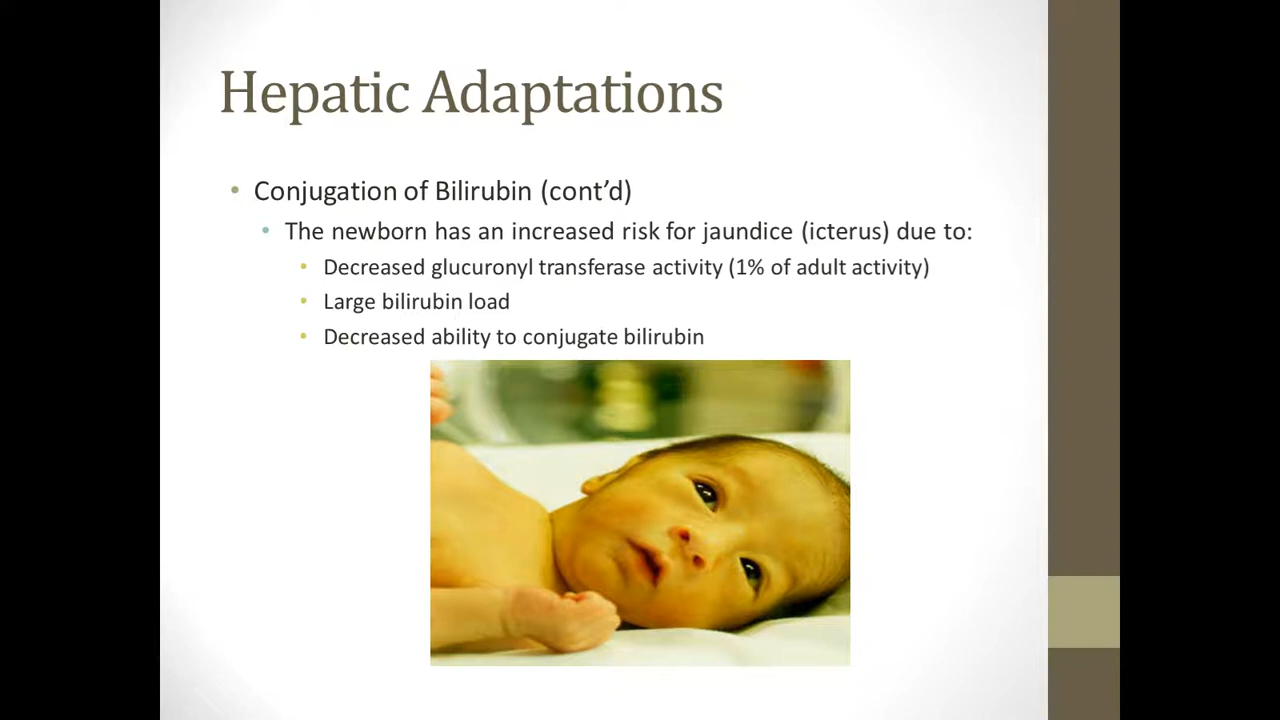 Hepatic Adaptations
• Conjugation of Bilirubin (cont’d)
• The newborn has an increased risk for jaundice (icterus) due to:
• Decreased glucuronyl transferase activity (1% of adult activity)
• Large bilirubin load
• Decreased ability to conjugate bilirubin